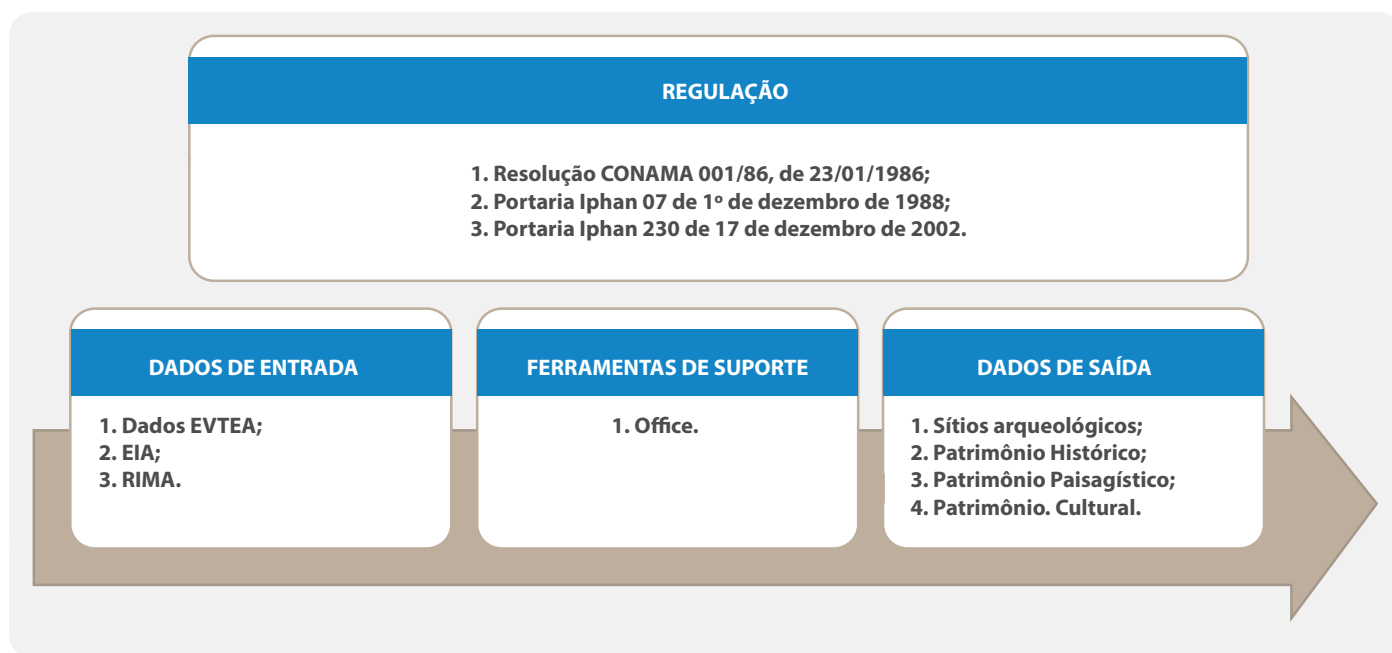 REGULAÇÃO
1. Resolução CONAMA 001/86, de 23/01/1986;
2. Portaria Iphan 07 de 1º de dezembro de 1988;
3. Portaria Iphan 230 de 17 de dezembro de 2002.
DADOS DE ENTRADA
1. Dados EVTEA;
2. EIA;
3. RIMA.
FERRAMENTAS DE SUPORTE
1. Office.
DADOS DE SAÍDA
1. Sítios arqueológicos;
2. Patrimônio Histórico;
3. Patrimônio Paisagístico;
4. Patrimônio. Cultural.